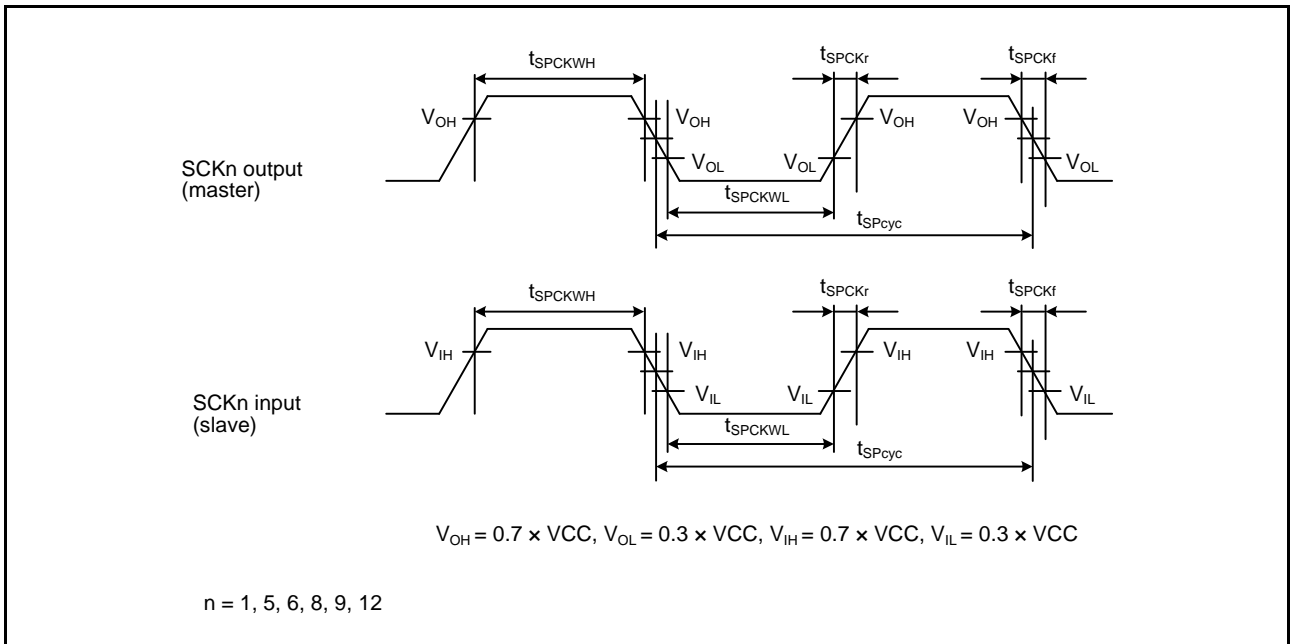 tSPCKWH tSPCKr tSPCKf
VOH VOH VOH VOH
SCKn output
(master)
VOL VOL VOL
tSPCKWL
tSPcyc
tSPCKWH tSPCKr tSPCKf
VIH VIH VIH VIH
SCKn input
(slave)
VIL VIL VIL
tSPCKWL
tSPcyc
VOH = 0.7 × VCC, VOL = 0.3 × VCC, VIH = 0.7 × VCC, VIL = 0.3 × VCC
n = 1, 5, 6, 8, 9, 12